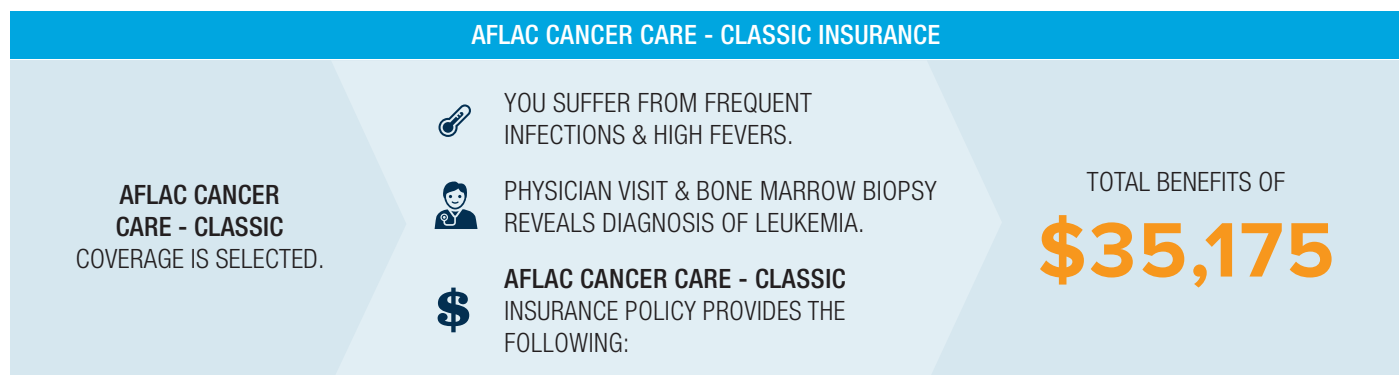 AFLAC CANCER CARE - CLASSIC INSURANCE
AFLAC CANCER
CARE - CLASSIC
COVERAGE IS SELECTED.
YOU SUFFER FROM FREQUENT
INFECTIONS & HIGH FEVERS.
PHYSICIAN VISIT & BONE MARROW BIOPSY
REVEALS DIAGNOSIS OF LEUKEMIA.
$
AFLAC CANCER CARE - CLASSIC
INSURANCE POLICY PROVIDES THE
FOLLOWING:
TOTAL BENEFITS OF
$35,175